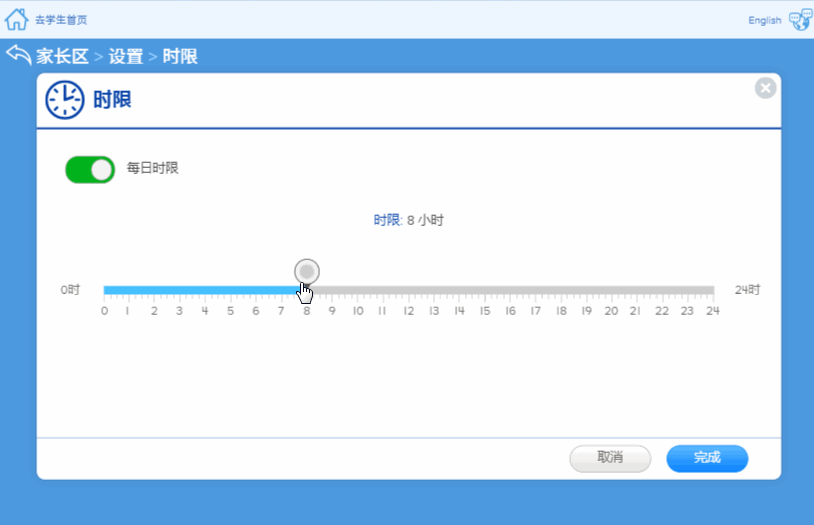 去学生首页 English
家长区 > 设置 > 时限
时限
每日时限
时限: 8 小时
0时 24时
0 1 2 3 4 5 6 7 8 9 10 11 12 13 14 15 16 17 18 19 20 21 22 23 24
取消 完成